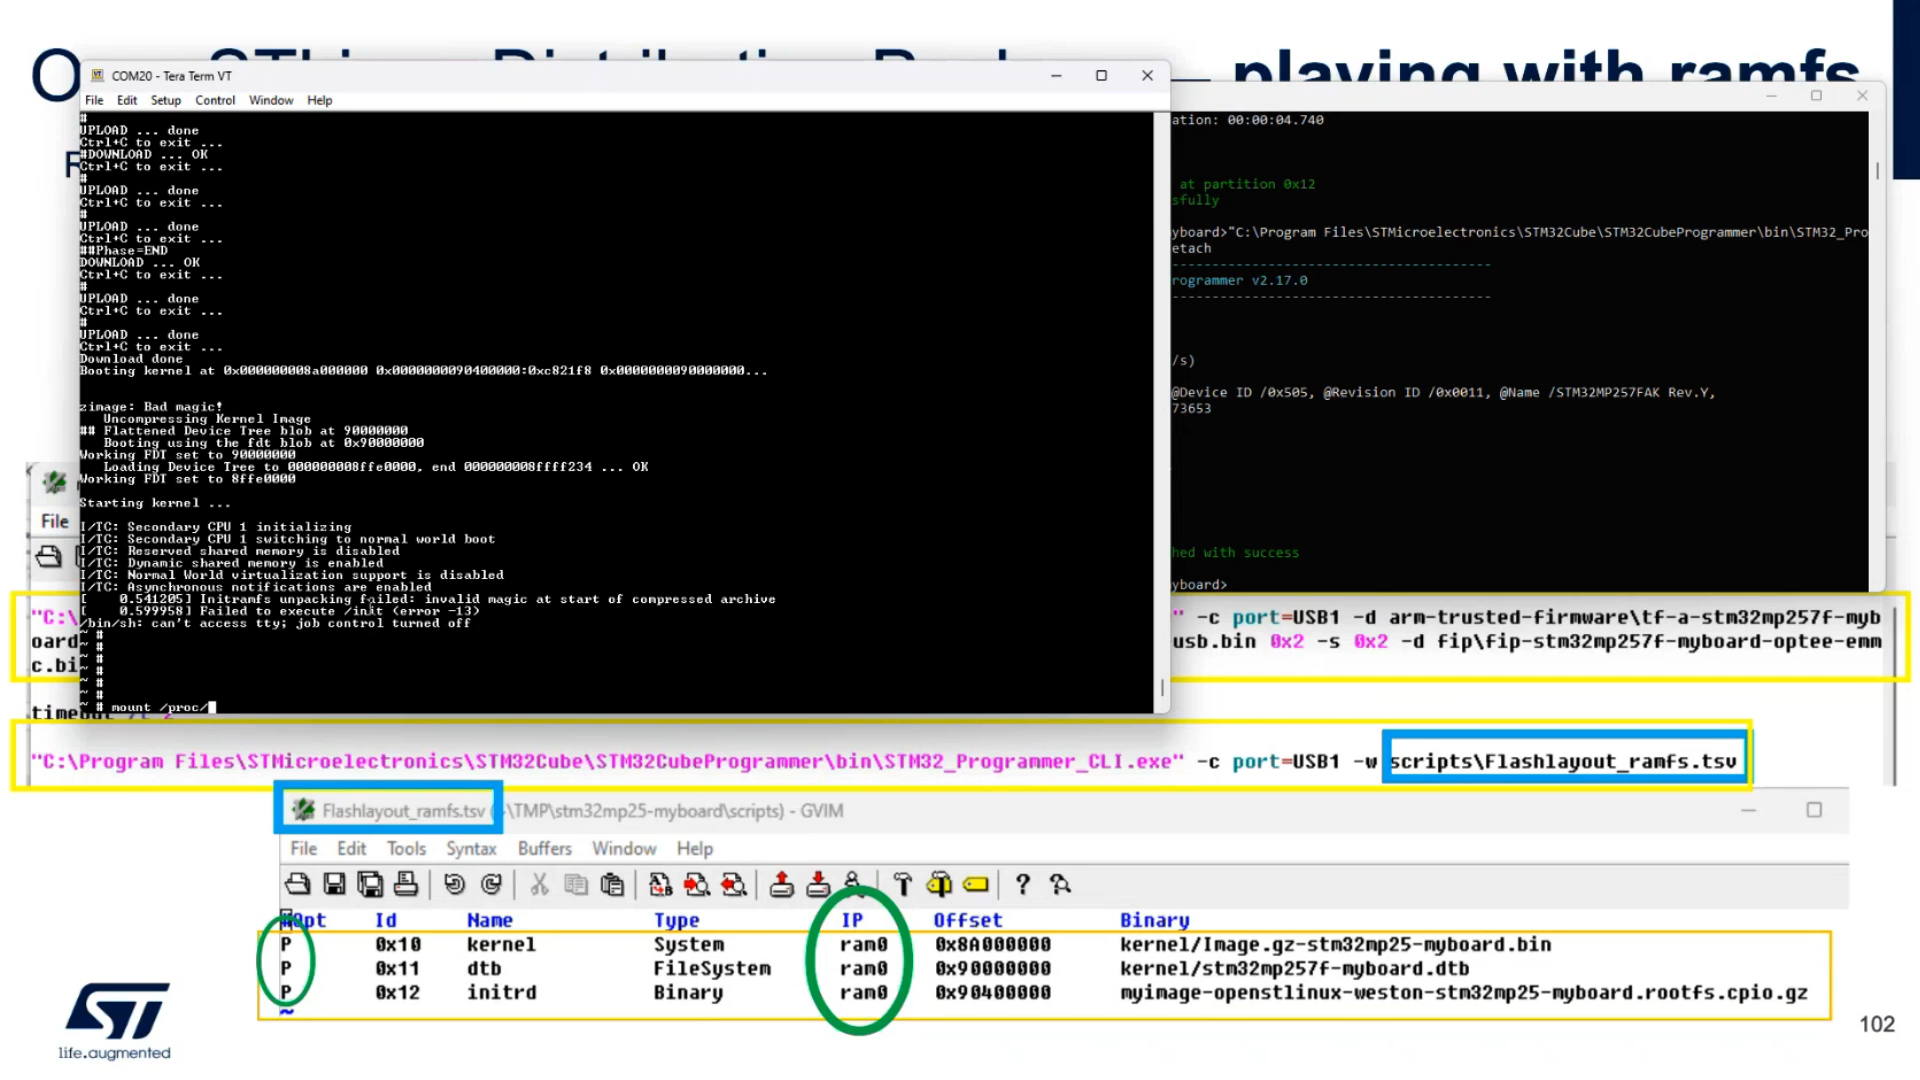 playing with ramfs
COM20 - Tera Term VT
File Edit Setup Control Window Help
#
UPLOAD ... done
Ctrl+C to exit ...
#DOWNLOAD ... OK
Ctrl+C to exit ...
#
UPLOAD ... done
Ctrl+C to exit ...
#
UPLOAD ... done
Ctrl+C to exit ...
##Phase=END
DOWNLOAD ... OK
Ctrl+C to exit ...
#
UPLOAD ... done
Ctrl+C to exit ...
#
UPLOAD ... done
Ctrl+C to exit ...
Download done
Booting kernel at 0x000000008a000000 0x0000000090400000:0xc821f8 0x0000000090000000...
zimage: Bad magic!
Uncompressing Kernel Image
## Flattened Device Tree blob at 90000000
Booting using the fdt blob at 0x90000000
Working FDT set to 90000000
Loading Device Tree to 000000008ffe0000, end 000000008ffff234 ... OK
Working FDT set to 8ffe0000
Starting kernel ...
I/TC: Secondary CPU 1 initializing
I/TC: Secondary CPU 1 switching to normal world boot
I/TC: Reserved shared memory is disabled
I/TC: Dynamic shared memory is enabled
I/TC: Normal World virtualization support is disabled
I/TC: Asynchronous notifications are enabled
[ 0.541205] Initramfs unpacking failed: invalid magic at start of compressed archive
[ 0.599958] Failed to execute /init (error -13)
/bin/sh: can't access tty; job control turned off
~ #
~ #
~ #
~ #
~ #
~ #
~ # mount /proc/
ation: 00:00:04.740
at partition 0x12
sfully
yboard>"C:\Program Files\STMicroelectronics\STM32Cube\STM32CubeProgrammer\bin\STM32_Pro
etach
rogrammer v2.17.0
/s)
@Device ID /0x505, @Revision ID /0x0011, @Name /STM32MP257FAK Rev.Y,
73653
hed with success
yboard>
File
"C:\ " -c port=USB1 -d arm-trusted-firmware\tf-a-stm32mp257f-myb
oard usb.bin 0x2 -s 0x2 -d fip\fip-stm32mp257f-myboard-optee-emm
c.bi
"C:\Program Files\STMicroelectronics\STM32Cube\STM32CubeProgrammer\bin\STM32_Programmer_CLI.exe" -c port=USB1 -w scripts\Flashlayout_ramfs.tsv
Flashlayout_ramfs.tsv \TMP\stm32mp25-myboard\scripts) - GVIM
File Edit Tools Syntax Buffers Window Help
#Opt Id Name Type IP Offset Binary
P 0x10 kernel System ram0 0x8A000000 kernel/Image.gz-stm32mp25-myboard.bin
P 0x11 dtb FileSystem ram0 0x90000000 kernel/stm32mp257f-myboard.dtb
P 0x12 initrd Binary ram0 0x90400000 myimage-openstlinux-weston-stm32mp25-myboard.rootfs.cpio.gz
~
ST
life.augmented
102